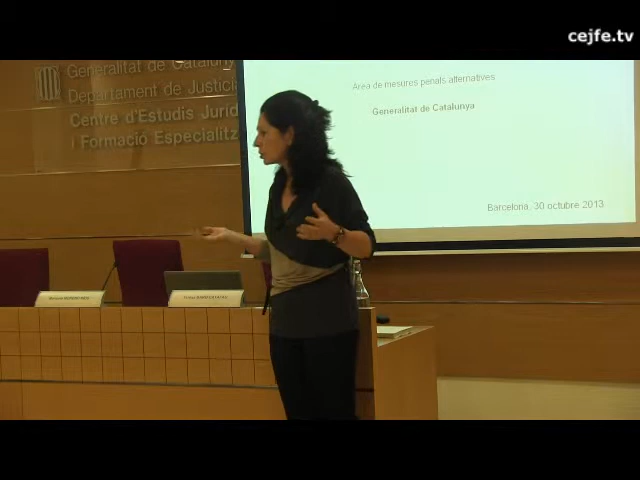 cejfe.tv
Generalitat de Catalunya
Departament de Justícia
Centre d'Estudis Juríd
i Formació Especialitz
Àrea de mesures penals alternatives
Generalitat de Catalunya
Barcelona, 30 octubre 2013